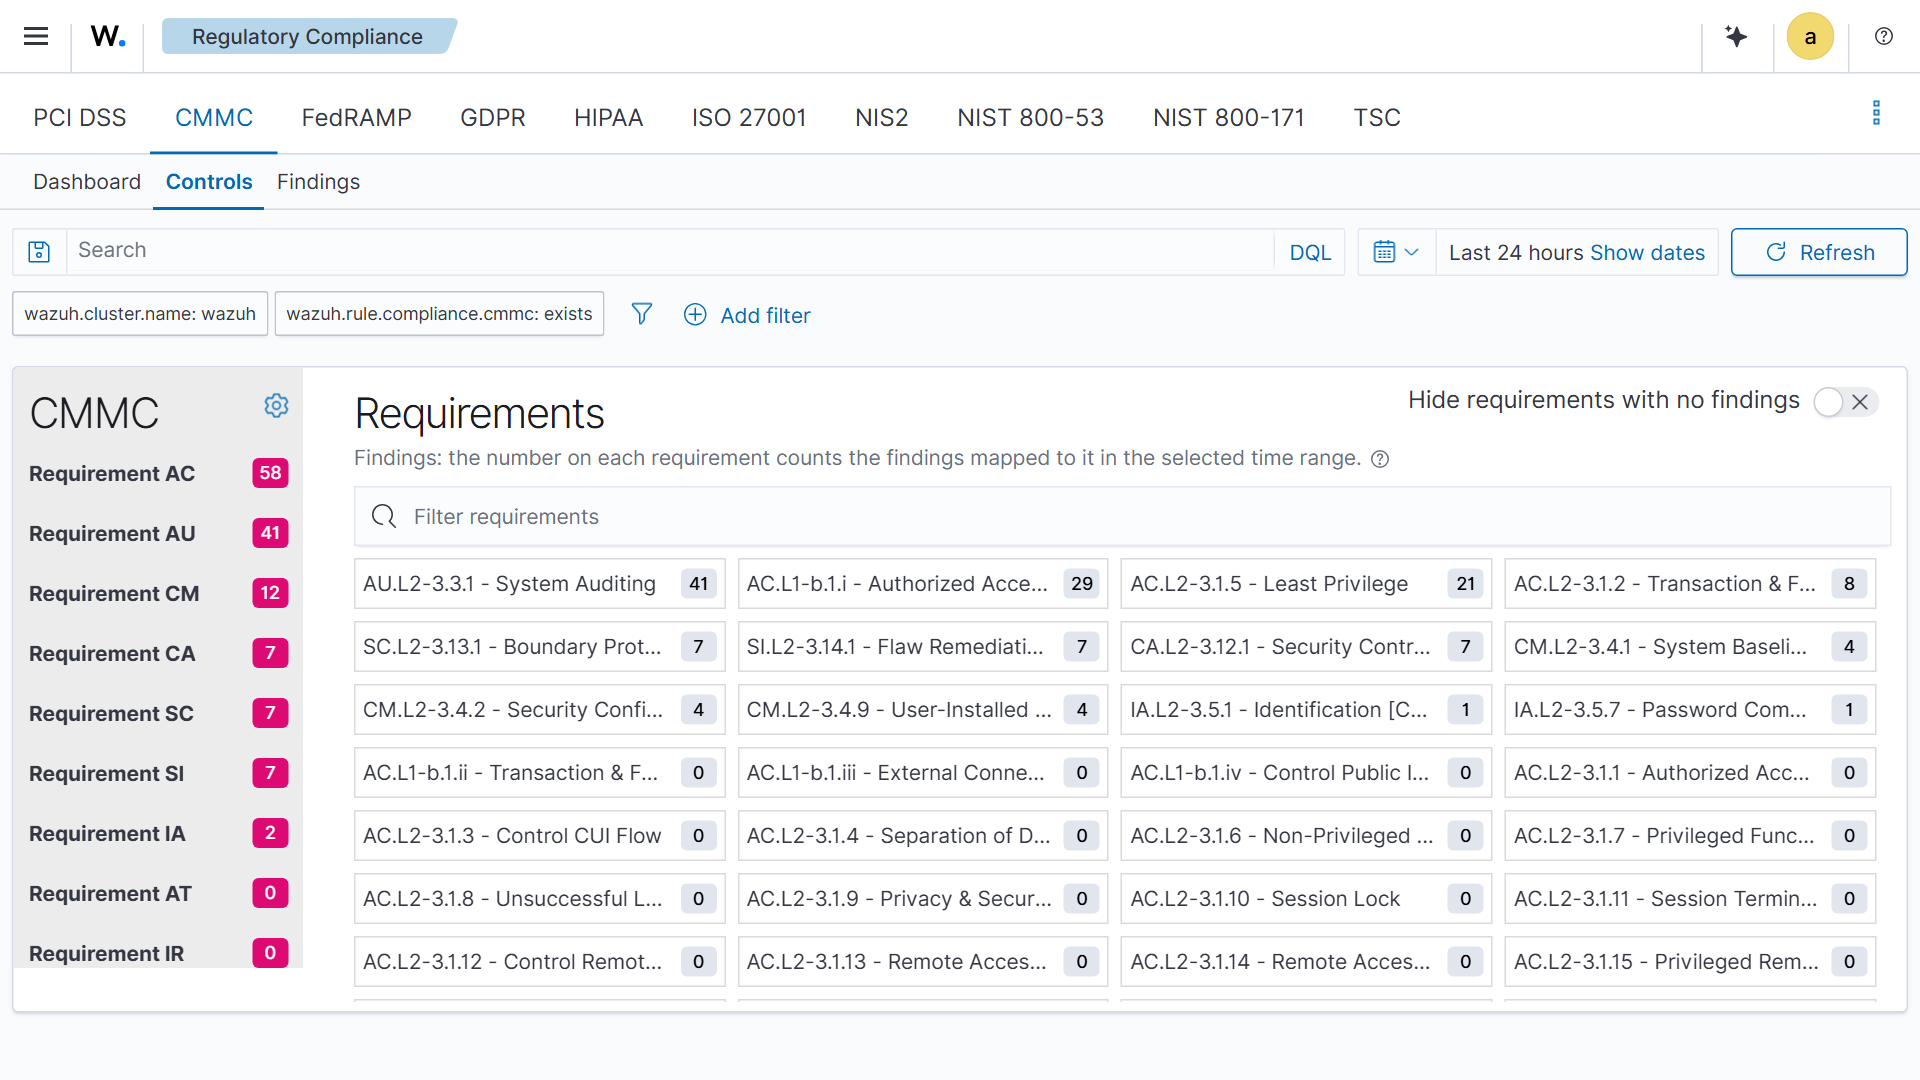 W.
Regulatory Compliance
a
PCI DSS
CMMC
FedRAMP
GDPR
HIPAA
ISO 27001
NIS2
NIST 800-53
NIST 800-171
TSC
Dashboard
Controls
Findings
Search
DQL
Last 24 hours Show dates
Refresh
wazuh.cluster.name: wazuh
wazuh.rule.compliance.cmmc: exists
Add filter
CMMC
Requirement AC 58
Requirement AU 41
Requirement CM 12
Requirement CA 7
Requirement SC 7
Requirement SI 7
Requirement IA 2
Requirement AT 0
Requirement IR 0
Requirements
Hide requirements with no findings
Findings: the number on each requirement counts the findings mapped to it in the selected time range.
Filter requirements
AU.L2-3.3.1 - System Auditing 41
AC.L1-b.1.i - Authorized Acce... 29
AC.L2-3.1.5 - Least Privilege 21
AC.L2-3.1.2 - Transaction & F... 8
SC.L2-3.13.1 - Boundary Prot... 7
SI.L2-3.14.1 - Flaw Remediati... 7
CA.L2-3.12.1 - Security Contr... 7
CM.L2-3.4.1 - System Baseli... 4
CM.L2-3.4.2 - Security Confi... 4
CM.L2-3.4.9 - User-Installed ... 4
IA.L2-3.5.1 - Identification [C... 1
IA.L2-3.5.7 - Password Com... 1
AC.L1-b.1.ii - Transaction & F... 0
AC.L1-b.1.iii - External Conne... 0
AC.L1-b.1.iv - Control Public I... 0
AC.L2-3.1.1 - Authorized Acc... 0
AC.L2-3.1.3 - Control CUI Flow 0
AC.L2-3.1.4 - Separation of D... 0
AC.L2-3.1.6 - Non-Privileged ... 0
AC.L2-3.1.7 - Privileged Func... 0
AC.L2-3.1.8 - Unsuccessful L... 0
AC.L2-3.1.9 - Privacy & Secur... 0
AC.L2-3.1.10 - Session Lock 0
AC.L2-3.1.11 - Session Termin... 0
AC.L2-3.1.12 - Control Remot... 0
AC.L2-3.1.13 - Remote Acces... 0
AC.L2-3.1.14 - Remote Acces... 0
AC.L2-3.1.15 - Privileged Rem... 0